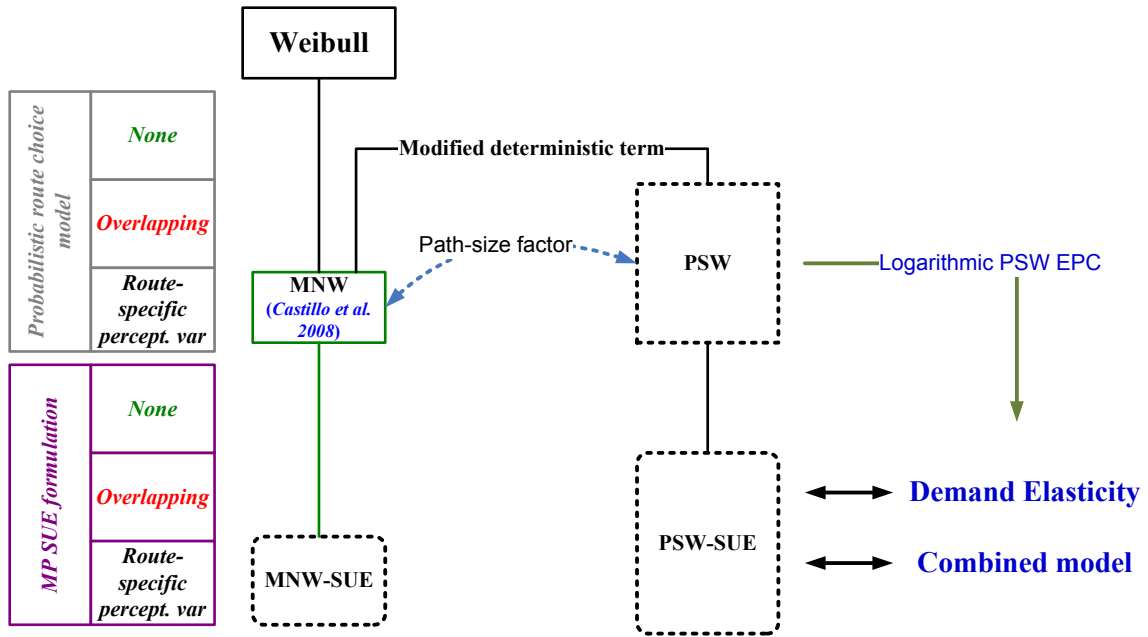 Weibull
Probabilistic route choice
model
None
Overlapping
Route-
specific
percept. var
Modified deterministic term
Path-size factor
MNW
(Castillo et al.
2008)
PSW
Logarithmic PSW EPC
MP SUE formulation
None
Overlapping
Route-
specific
percept. var
MNW-SUE
PSW-SUE
Demand Elasticity
Combined model